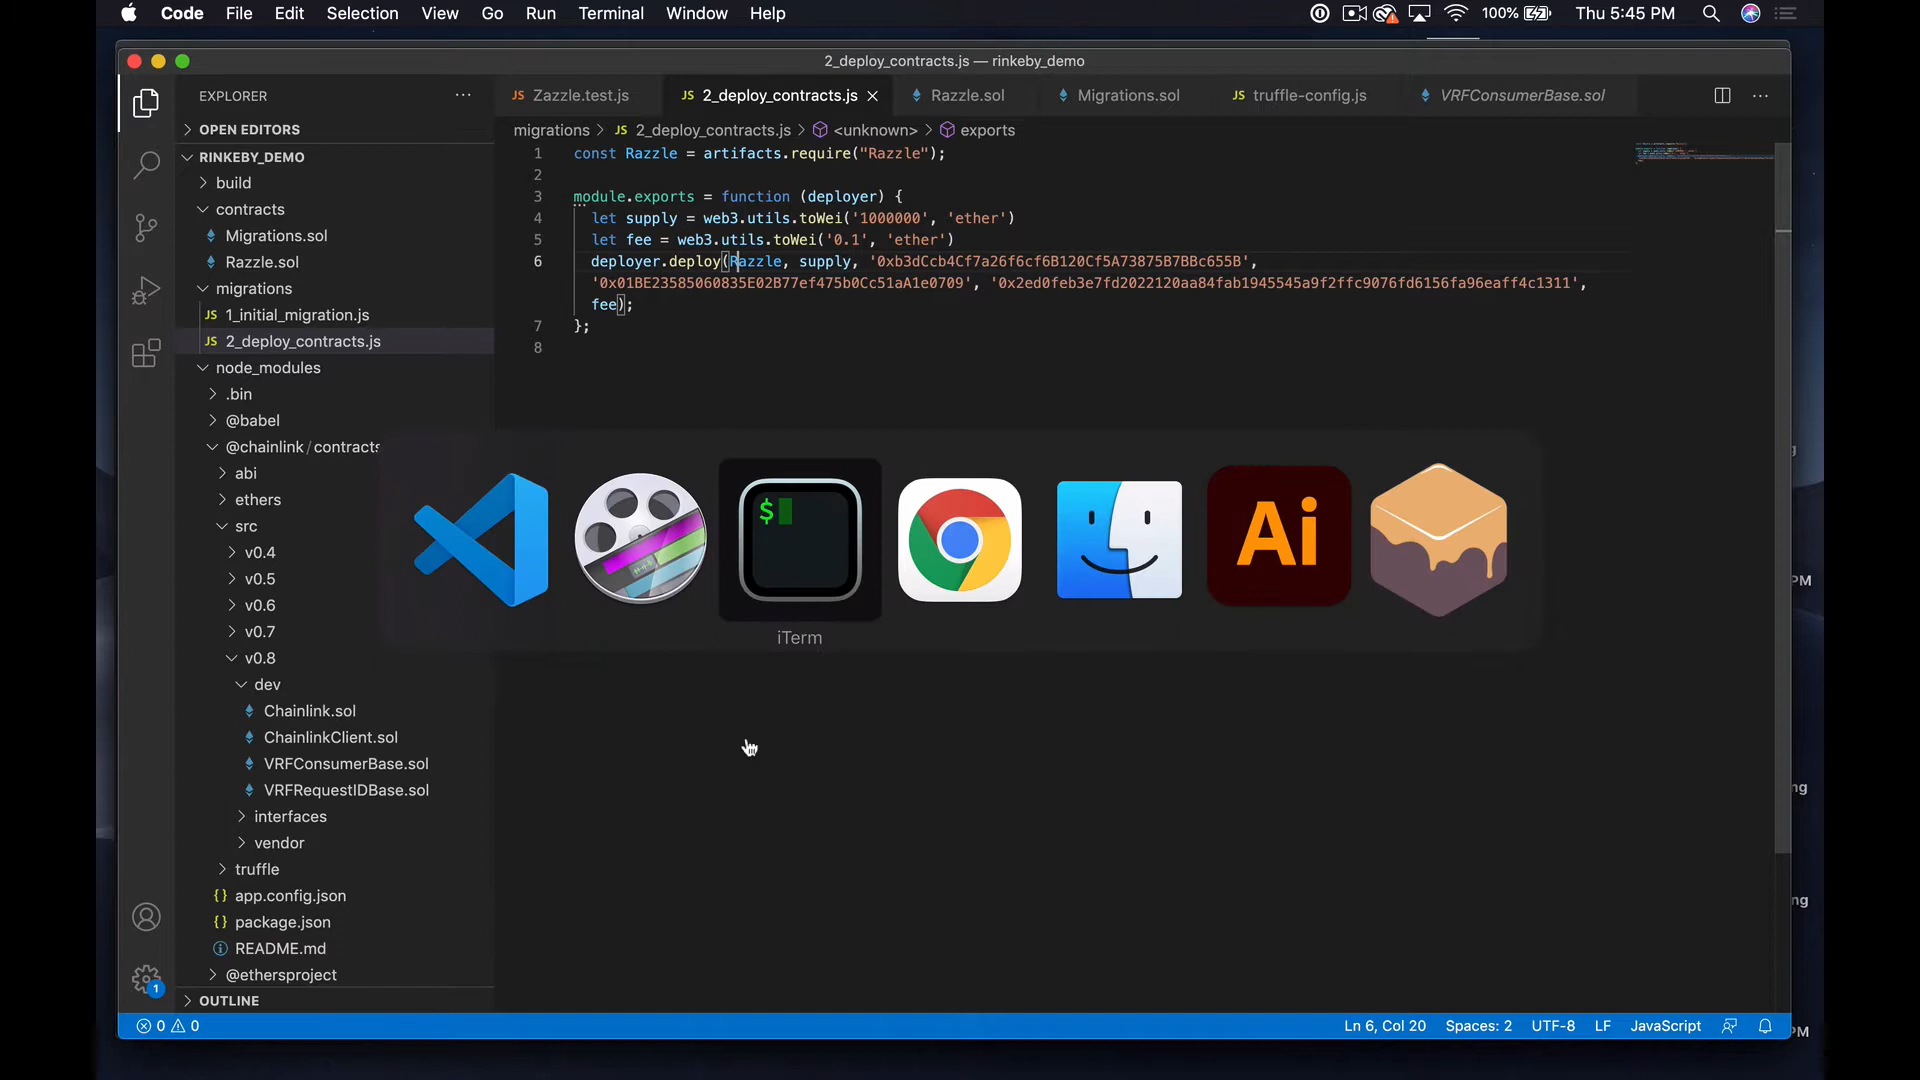 Code File Edit Selection View Go Run Terminal Window Help 100% Thu 5:45 PM
2_deploy_contracts.js — rinkeby_demo
EXPLORER
JS Zazzle.test.js JS 2_deploy_contracts.js Razzle.sol Migrations.sol JS truffle-config.js VRFConsumerBase.sol
OPEN EDITORS
migrations > JS 2_deploy_contracts.js > <unknown> > exports
RINKEBY_DEMO
build
contracts
Migrations.sol
Razzle.sol
migrations
JS 1_initial_migration.js
JS 2_deploy_contracts.js
node_modules
.bin
@babel
@chainlink/contracts
abi
ethers
src
v0.4
v0.5
v0.6
v0.7
v0.8
dev
Chainlink.sol
ChainlinkClient.sol
VRFConsumerBase.sol
VRFRequestIDBase.sol
interfaces
vendor
truffle
{} app.config.json
{} package.json
README.md
@ethersproject
OUTLINE
1 const Razzle = artifacts.require("Razzle");
2
3 module.exports = function (deployer) {
4 let supply = web3.utils.toWei('1000000', 'ether')
5 let fee = web3.utils.toWei('0.1', 'ether')
6 deployer.deploy(Razzle, supply, '0xb3dCcb4Cf7a26f6cf6B120Cf5A73875B7BBc655B',
'0x01BE23585060835E02B77ef475b0Cc51aA1e0709', '0x2ed0feb3e7fd2022120aa84fab1945545a9f2ffc9076fd6156fa96eaff4c1311',
fee);
7 };
8
$
Ai
iTerm
1
0 0 Ln 6, Col 20 Spaces: 2 UTF-8 LF JavaScript
PM
ng
ng
PM